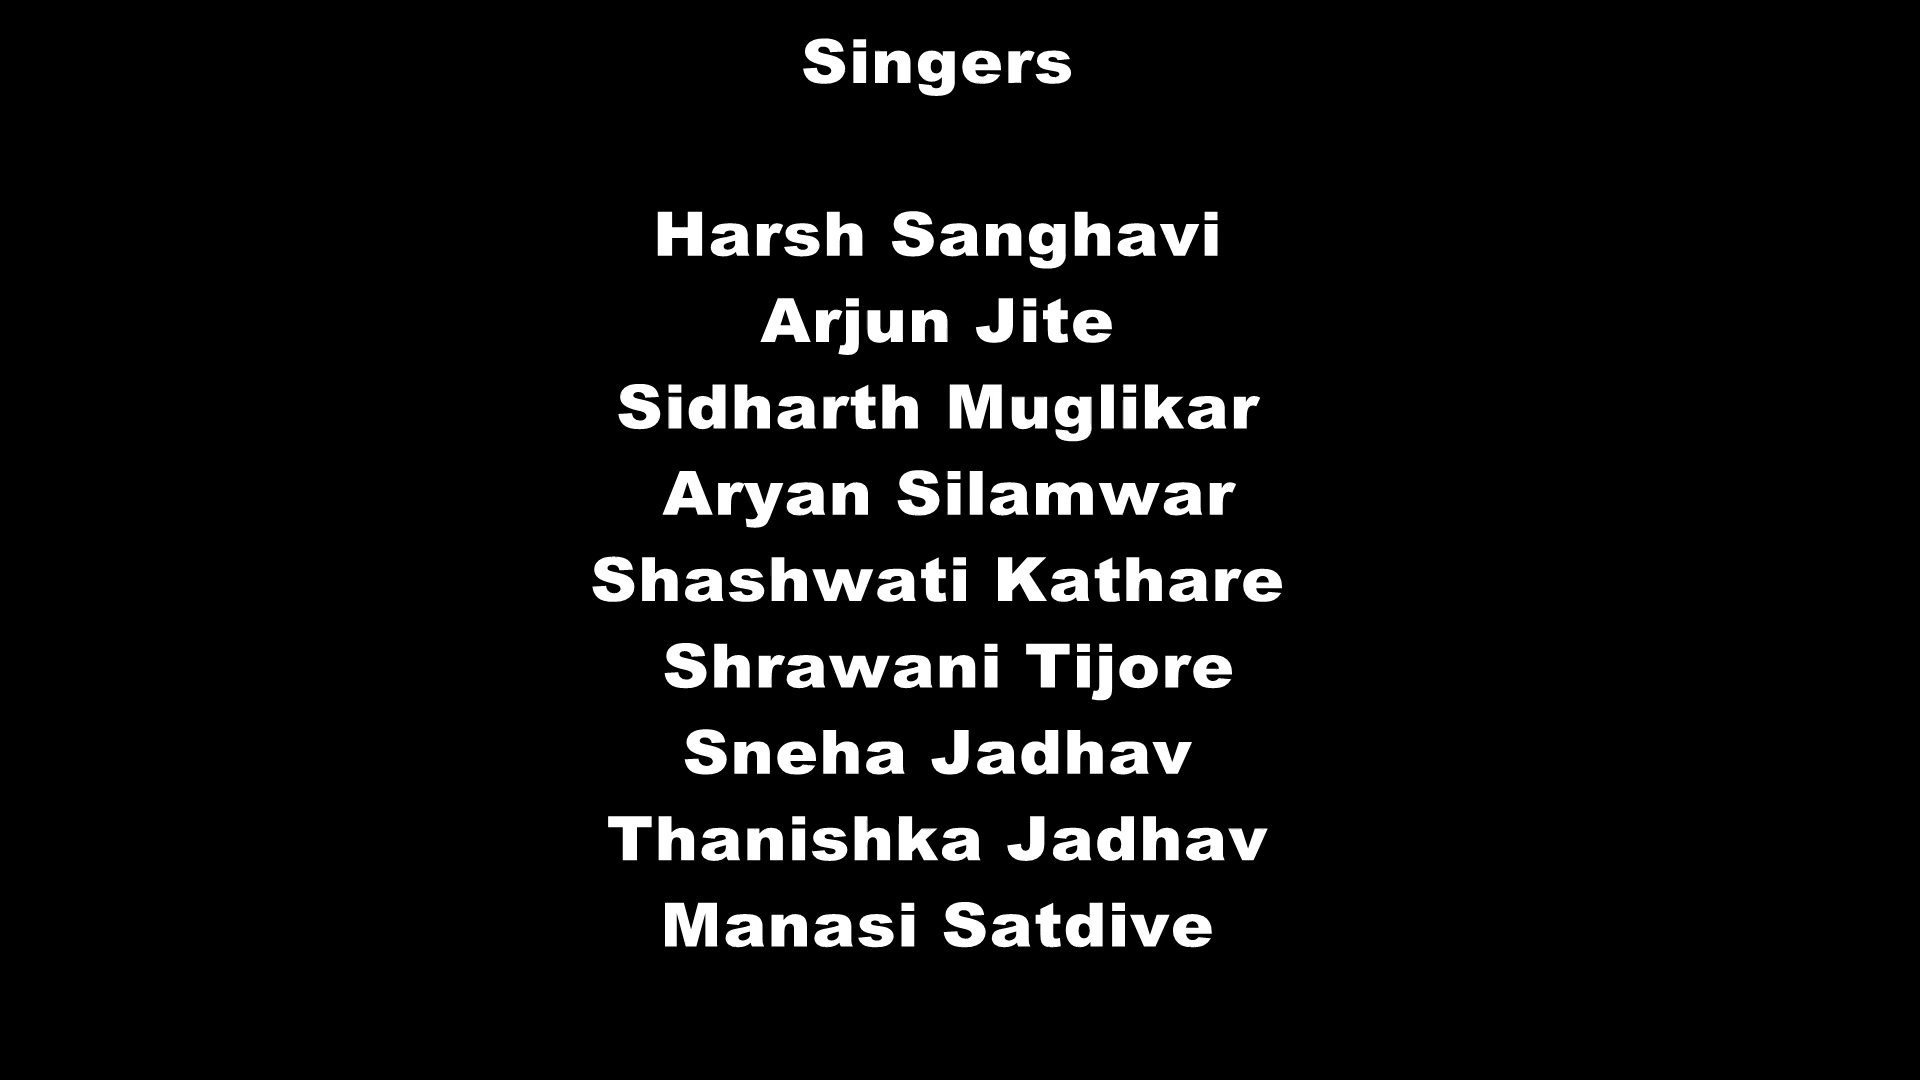 Singers
Harsh Sanghavi
Arjun Jite
Sidharth Muglikar
Aryan Silamwar
Shashwati Kathare
Shrawani Tijore
Sneha Jadhav
Thanishka Jadhav
Manasi Satdive